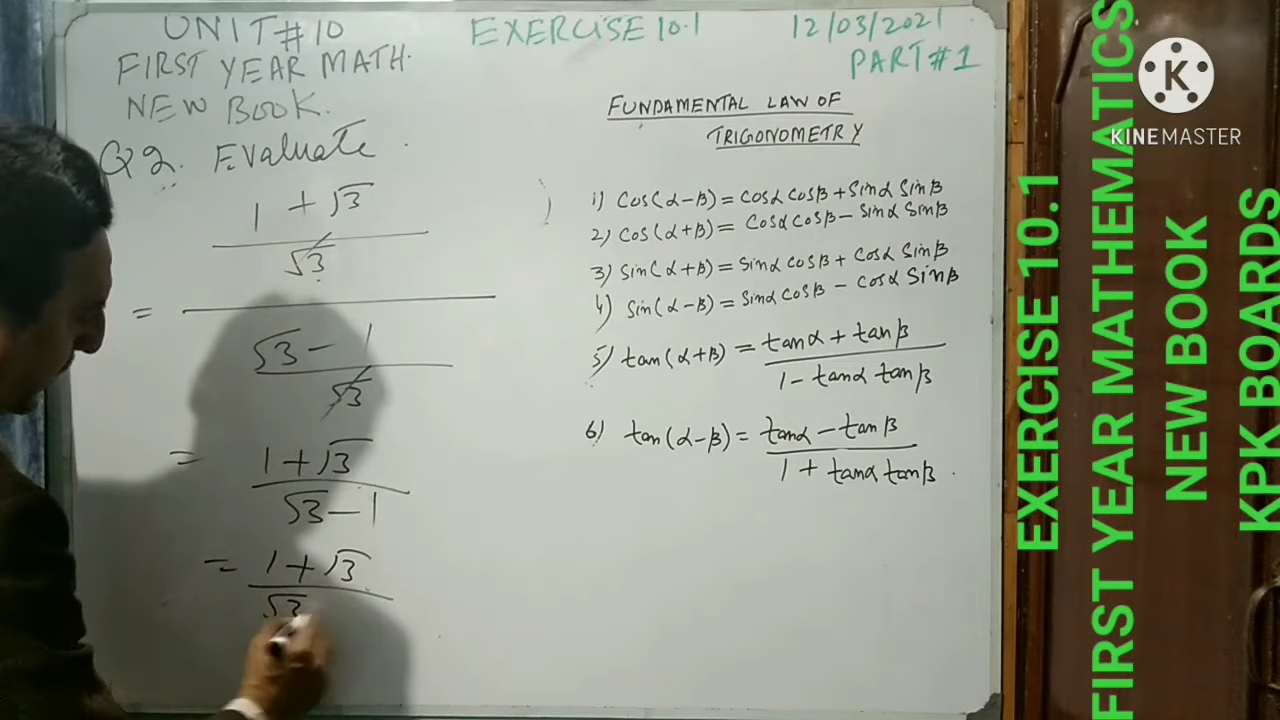 UNIT#10
FIRST YEAR MATH.
NEW BOOK.
EXERCISE 10.1
12/03/2021
PART#1
Q2. Evaluate.
1 + √3
√3
=
√3 - 1
√3
= 1 + √3
√3 - 1
= 1 + √3
√3
FUNDAMENTAL LAW OF
TRIGONOMETRY
1) Cos(α-β) = Cosα Cosβ + Sinα Sinβ
2) Cos(α+β) = Cosα Cosβ - Sinα Sinβ
3) Sin(α+β) = Sinα Cosβ + Cosα Sinβ
4) Sin(α-β) = Sinα Cosβ - Cosα Sinβ
5) tan(α+β) = tanα + tanβ
1 - tanα tanβ
6) tan(α-β) = tanα - tanβ
1 + tanα tanβ.
K
KINEMASTER
EXERCISE 10.1
FIRST YEAR MATHEMATICS
NEW BOOK
KPK BOARDS